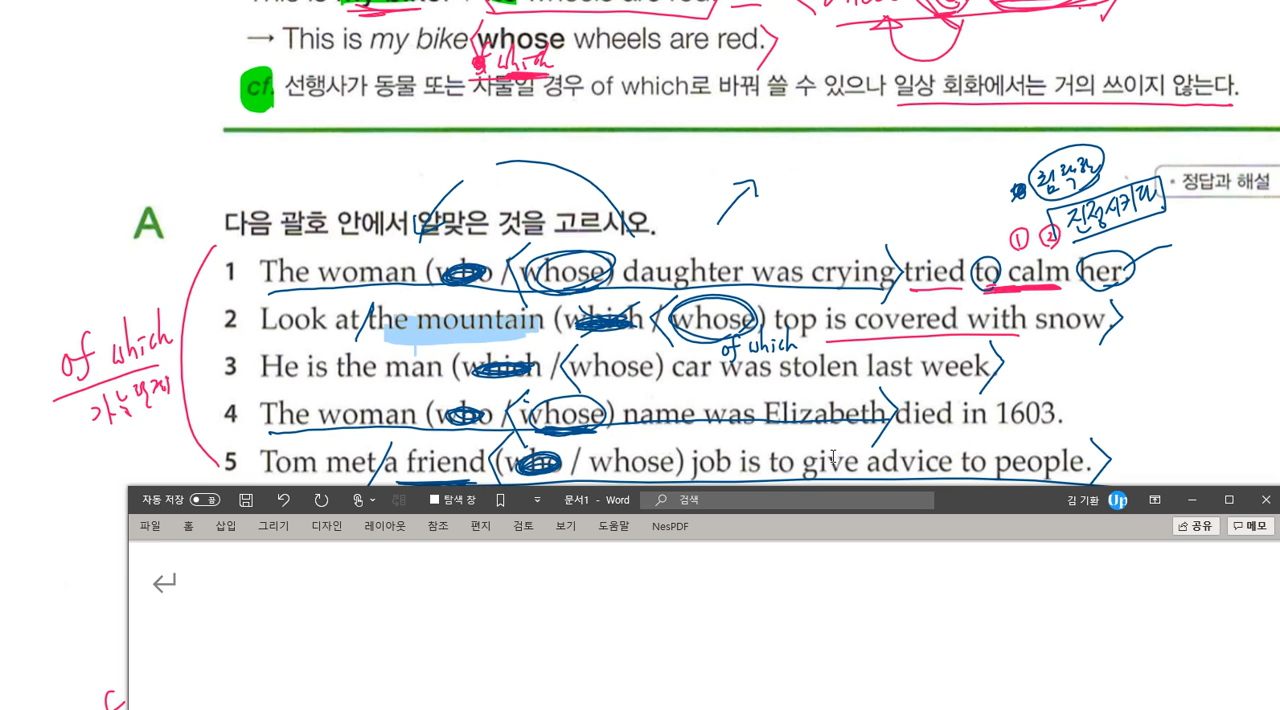 → This is my bike whose wheels are red.
of which
cf. 선행사가 동물 또는 사물일 경우 of which로 바꿔 쓸 수 있으나 일상 회화에서는 거의 쓰이지 않는다.
• 정답과 해설
진정시키다
A 다음 괄호 안에서 알맞은 것을 고르시오.
① ②
1 The woman (who / whose) daughter was crying tried to calm her.
2 Look at the mountain (which / whose) top is covered with snow.
of which
3 He is the man (which / whose) car was stolen last week.
of which
4 The woman (who / whose) name was Elizabeth died in 1603.
5 Tom met a friend (who / whose) job is to give advice to people.
자동 저장 끔 탐색 창 문서1 - Word 검색 김 기환 Up
파일 홈 삽입 그리기 디자인 레이아웃 참조 편지 검토 보기 도움말 NesPDF 공유 메모